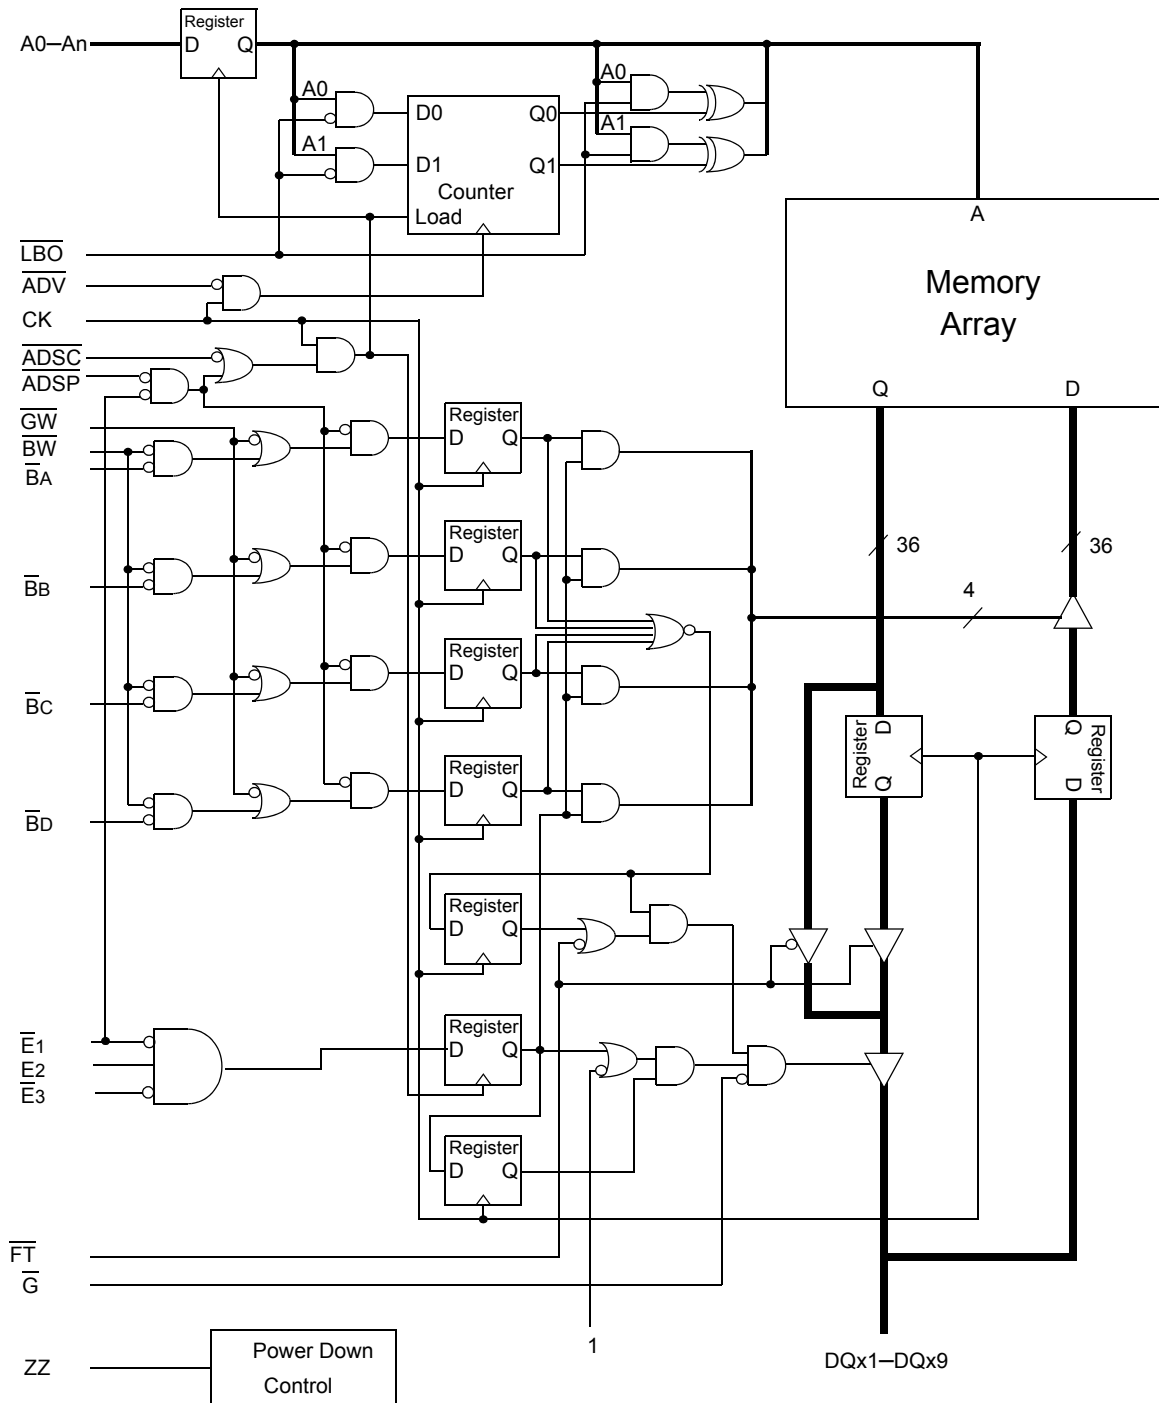 Register
A0–An
D Q
A0
A0
D0
Q0
A1
A1
D1
Q1
Counter
Load
A
LBO
ADV
Memory
CK
Array
ADSC
ADSP
Q D
GW
Register
D Q
BW
BA
Register
D Q
36
36
BB
4
Register
D Q
BC
Register
D
Q
Register
Q
D
Register
D Q
BD
Register
D Q
Register
D Q
E1
E2
E3
Register
D Q
FT
G
1
Power Down
DQx1–DQx9
ZZ
Control